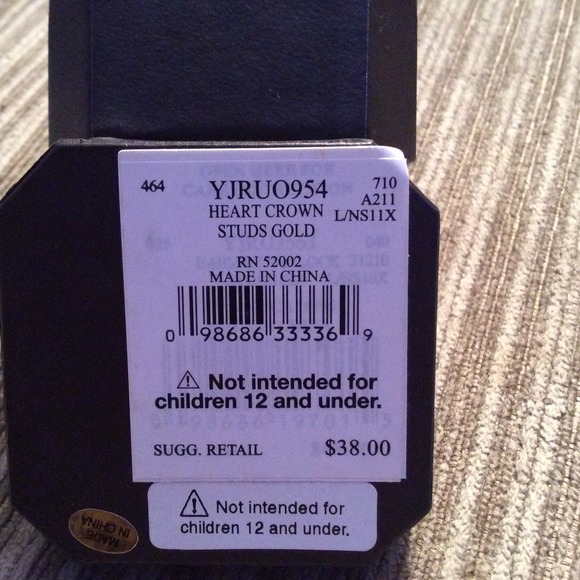 464 YJRUO954 710
A211
HEART CROWN L/NS11X
STUDS GOLD
RN 52002
MADE IN CHINA
0 98686 33336 9
⚠ Not intended for
children 12 and under.
SUGG. RETAIL $38.00
⚠ Not intended for
children 12 and under.
MADE
IN CHINA